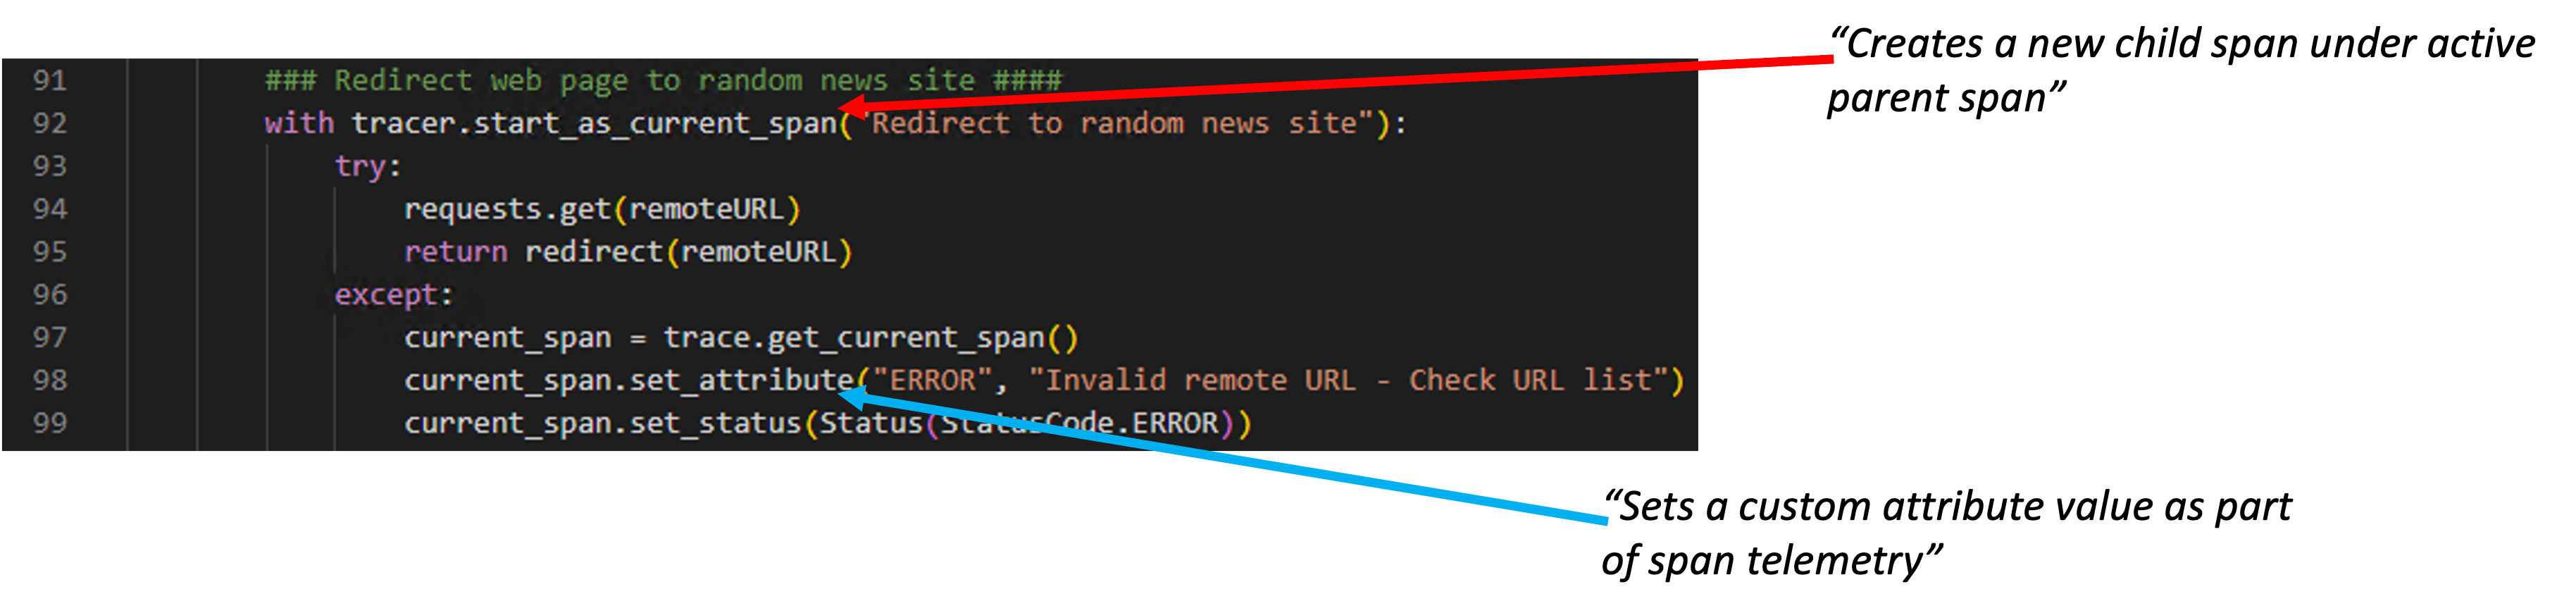 “Creates a new child span under active
parent span”
91 ### Redirect web page to random news site ####
92 with tracer.start_as_current_span("Redirect to random news site"):
93 try:
94 requests.get(remoteURL)
95 return redirect(remoteURL)
96 except:
97 current_span = trace.get_current_span()
98 current_span.set_attribute("ERROR", "Invalid remote URL - Check URL list")
99 current_span.set_status(Status(StatusCode.ERROR))
“Sets a custom attribute value as part
of span telemetry”